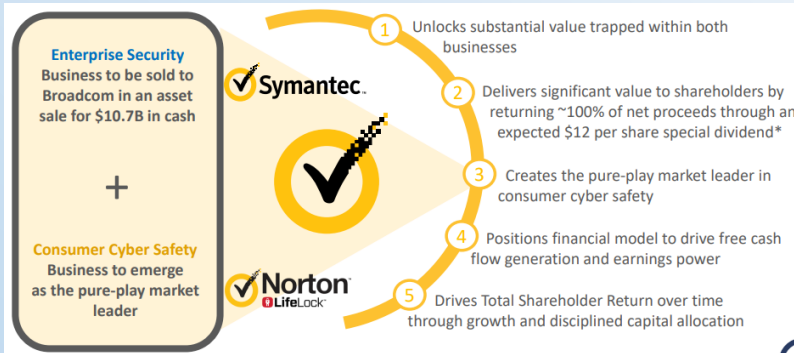 Enterprise Security
Business to be sold to
Broadcom in an asset
sale for $10.7B in cash
+
Consumer Cyber Safety
Business to emerge
as the pure-play market
leader
Symantec™
Norton
LifeLock
1 Unlocks substantial value trapped within both
businesses
2 Delivers significant value to shareholders by
returning ~100% of net proceeds through an
expected $12 per share special dividend*
3 Creates the pure-play market leader in
consumer cyber safety
4 Positions financial model to drive free cash
flow generation and earnings power
5 Drives Total Shareholder Return over time
through growth and disciplined capital allocation